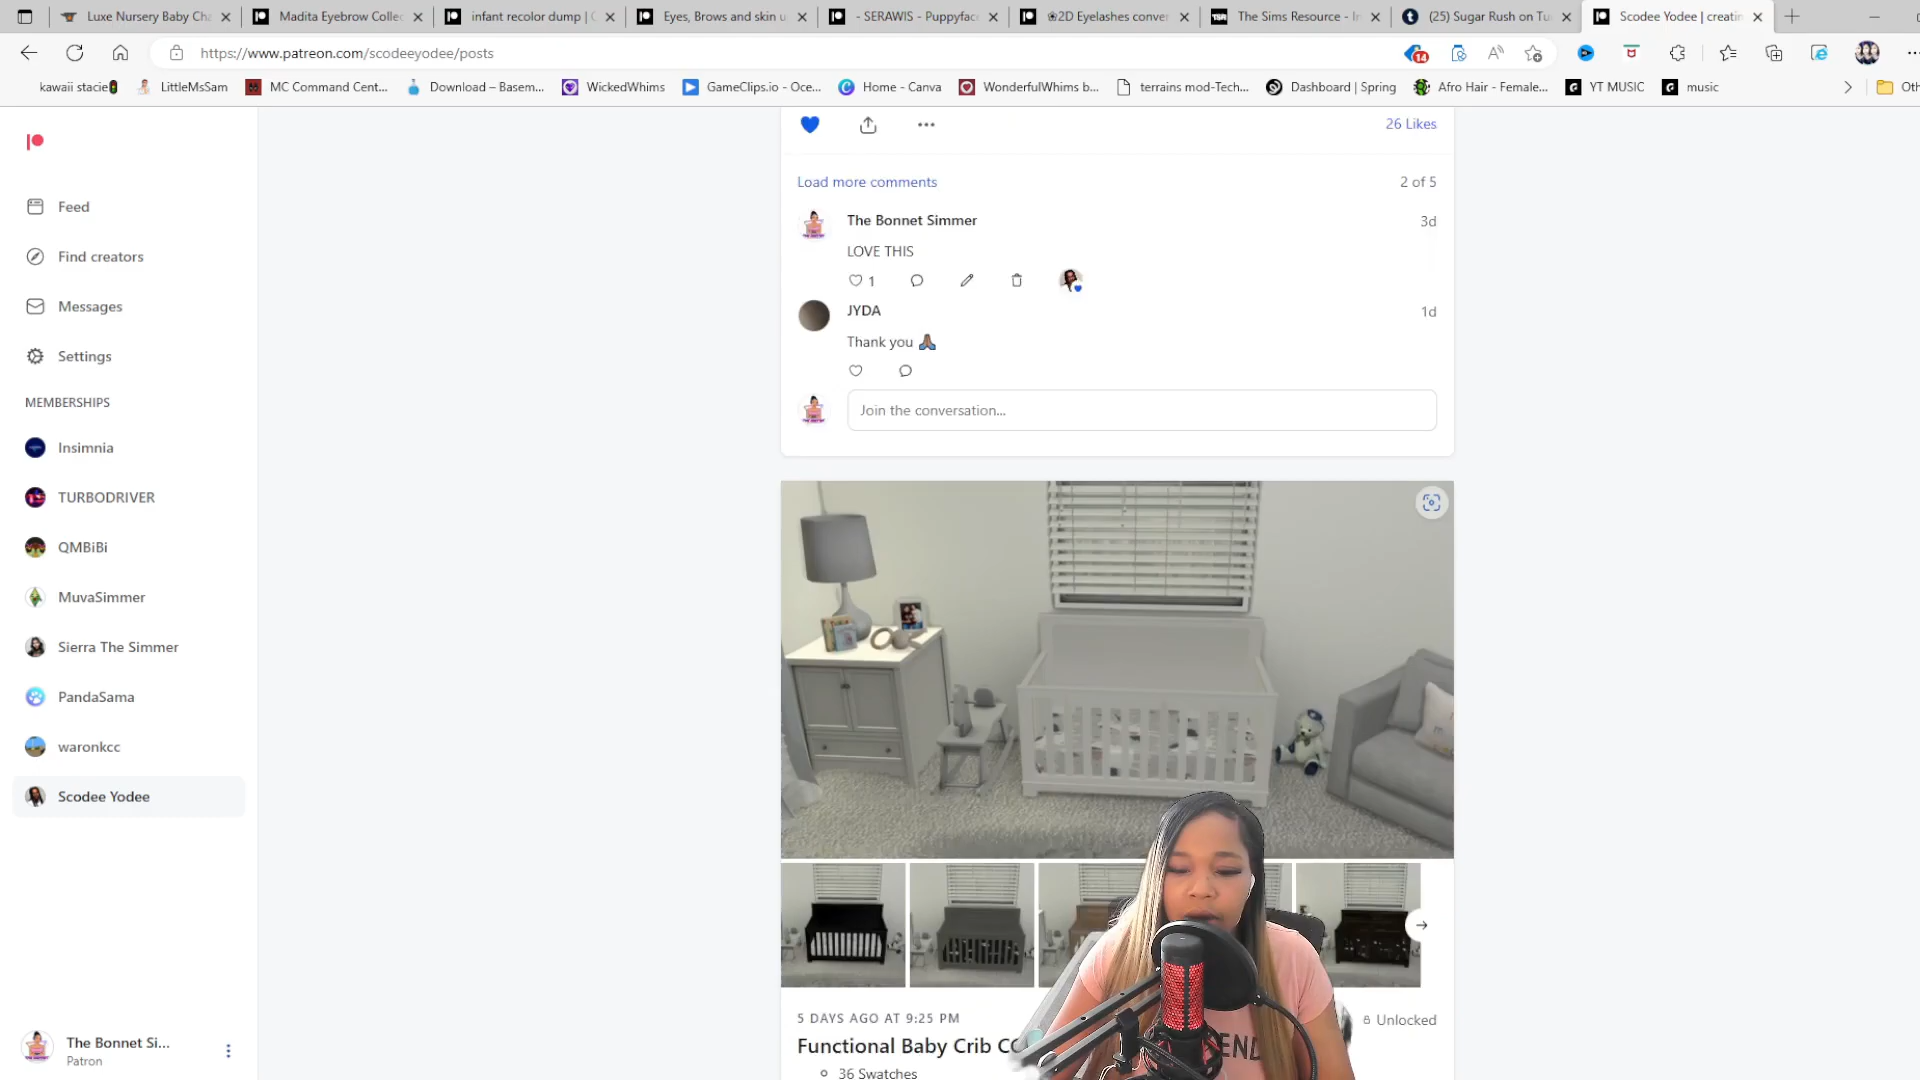 Luxe Nursery Baby Cha
Madita Eyebrow Collec
infant recolor dump | C
Eyes, Brows and skin u
- SERAWIS - Puppyface
❀2D Eyelashes conver
The Sims Resource - In
(25) Sugar Rush on Tu
Scodee Yodee | creatin
https://www.patreon.com/scodeeyodee/posts
14
kawaii stacie
LittleMsSam
MC Command Cent...
Download – Basem...
WickedWhims
GameClips.io - Oce...
Home - Canva
WonderfulWhims b...
terrains mod-Tech...
Dashboard | Spring
Afro Hair - Female...
YT MUSIC
music
Oth
26 Likes
Feed
Find creators
Messages
Settings
MEMBERSHIPS
Insimnia
TURBODRIVER
QMBiBi
MuvaSimmer
Sierra The Simmer
PandaSama
waronkcc
Scodee Yodee
The Bonnet Si...
Patron
Load more comments
2 of 5
The Bonnet Simmer
3d
LOVE THIS
1
JYDA
1d
Thank you 🙏🏾
Join the conversation...
5 DAYS AGO AT 9:25 PM
Unlocked
Functional Baby Crib CC
36 Swatches